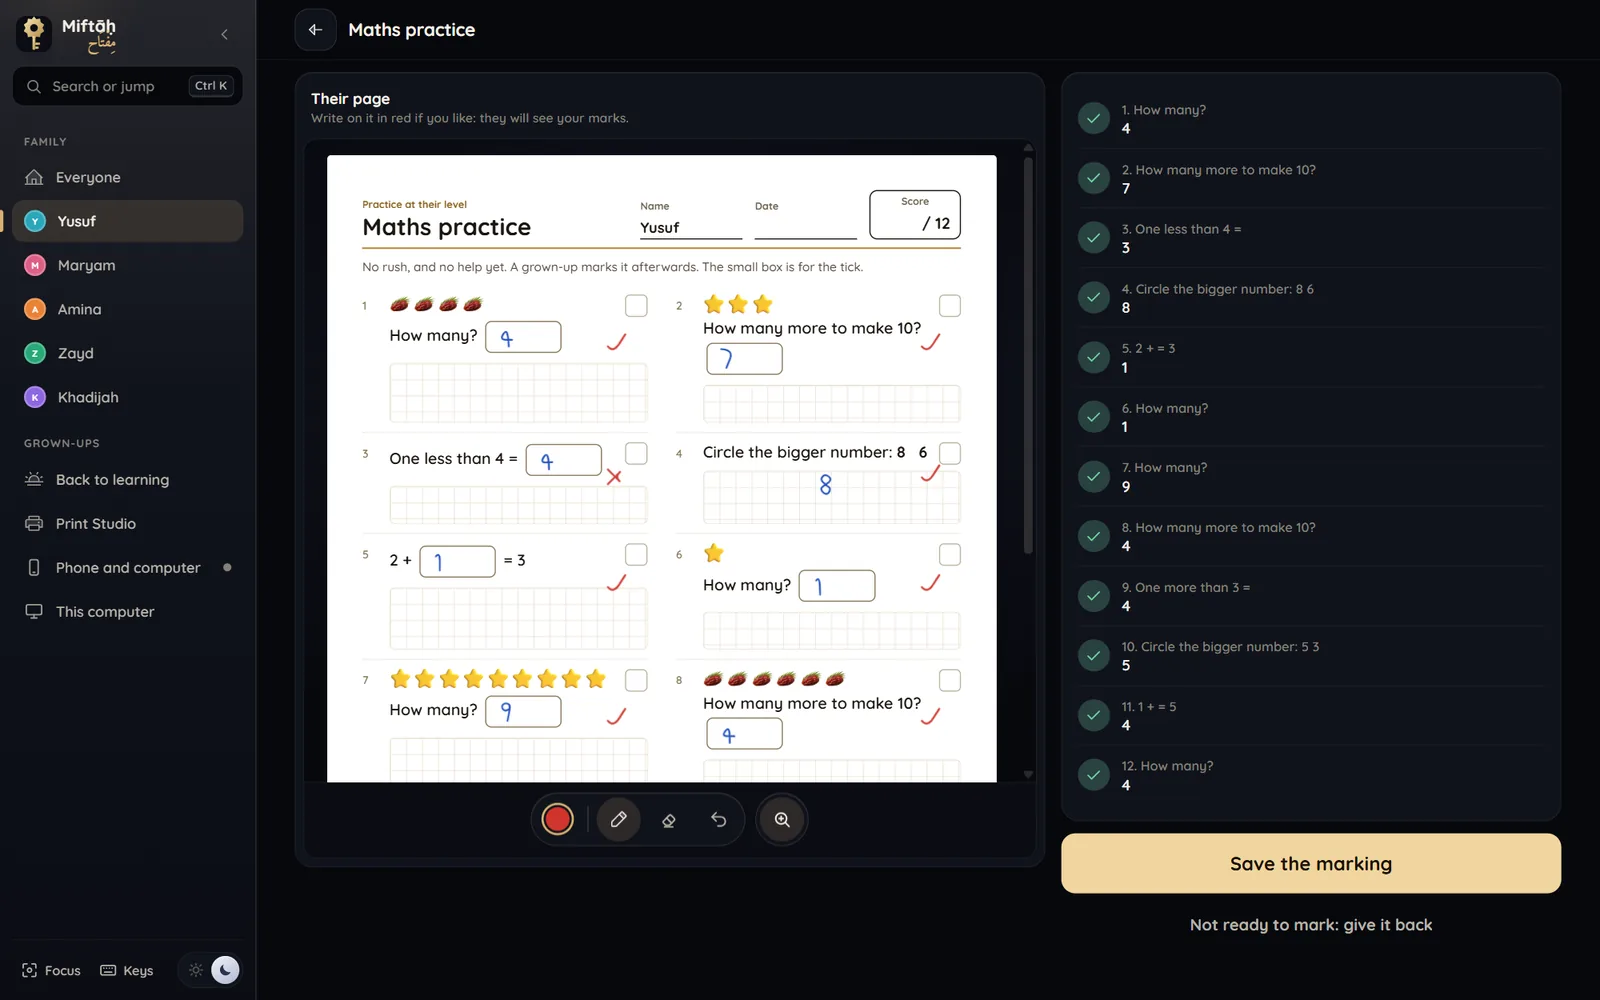 Miftāḥ
مِفتاح
Search or jump
Ctrl K
FAMILY
Everyone
Y
Yusuf
M
Maryam
A
Amina
Z
Zayd
K
Khadijah
GROWN-UPS
Back to learning
Print Studio
Phone and computer
This computer
Focus
Keys
Maths practice
Their page
Write on it in red if you like: they will see your marks.
Practice at their level
Maths practice
Name
Yusuf
Date
Score
/ 12
No rush, and no help yet. A grown-up marks it afterwards. The small box is for the tick.
1
How many? 4
2
How many more to make 10?
7
3 One less than 4 = 4
4 Circle the bigger number: 8 6
8
5 2 + 1 = 3
6
How many? 1
7
How many? 9
8
How many more to make 10?
4
1. How many?
4
2. How many more to make 10?
7
3. One less than 4 =
3
4. Circle the bigger number: 8 6
8
5. 2 + = 3
1
6. How many?
1
7. How many?
9
8. How many more to make 10?
4
9. One more than 3 =
4
10. Circle the bigger number: 5 3
5
11. 1 + = 5
4
12. How many?
4
Save the marking
Not ready to mark: give it back